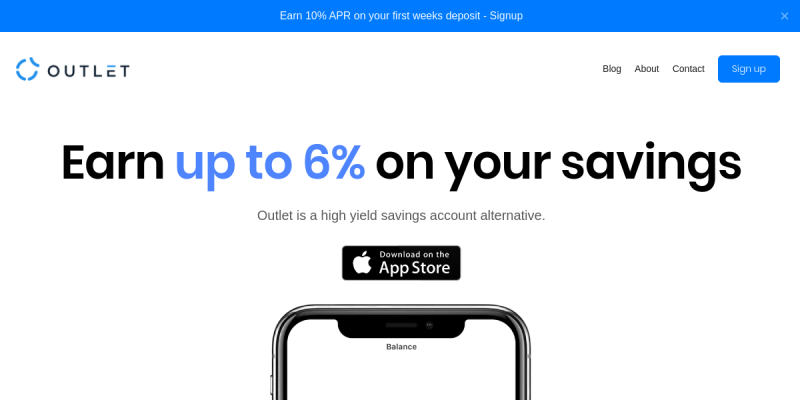 Earn 10% APR on your first weeks deposit - Signup
×
OUTLET
Blog About Contact Sign up
Earn up to 6% on your savings
Outlet is a high yield savings account alternative.
Download on the
App Store
Balance